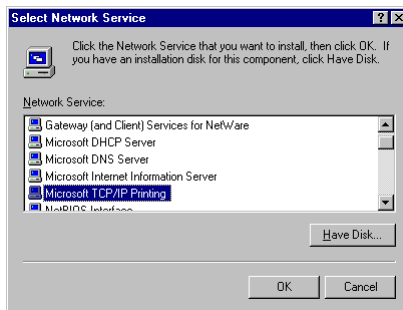 Select Network Service
Click the Network Service that you want to install, then click OK. If
you have an installation disk for this component, click Have Disk.
Network Service:
Gateway (and Client) Services for NetWare
Microsoft DHCP Server
Microsoft DNS Server
Microsoft Internet Information Server
Microsoft TCP/IP Printing
NetBIOS Interface
Have Disk...
OK
Cancel